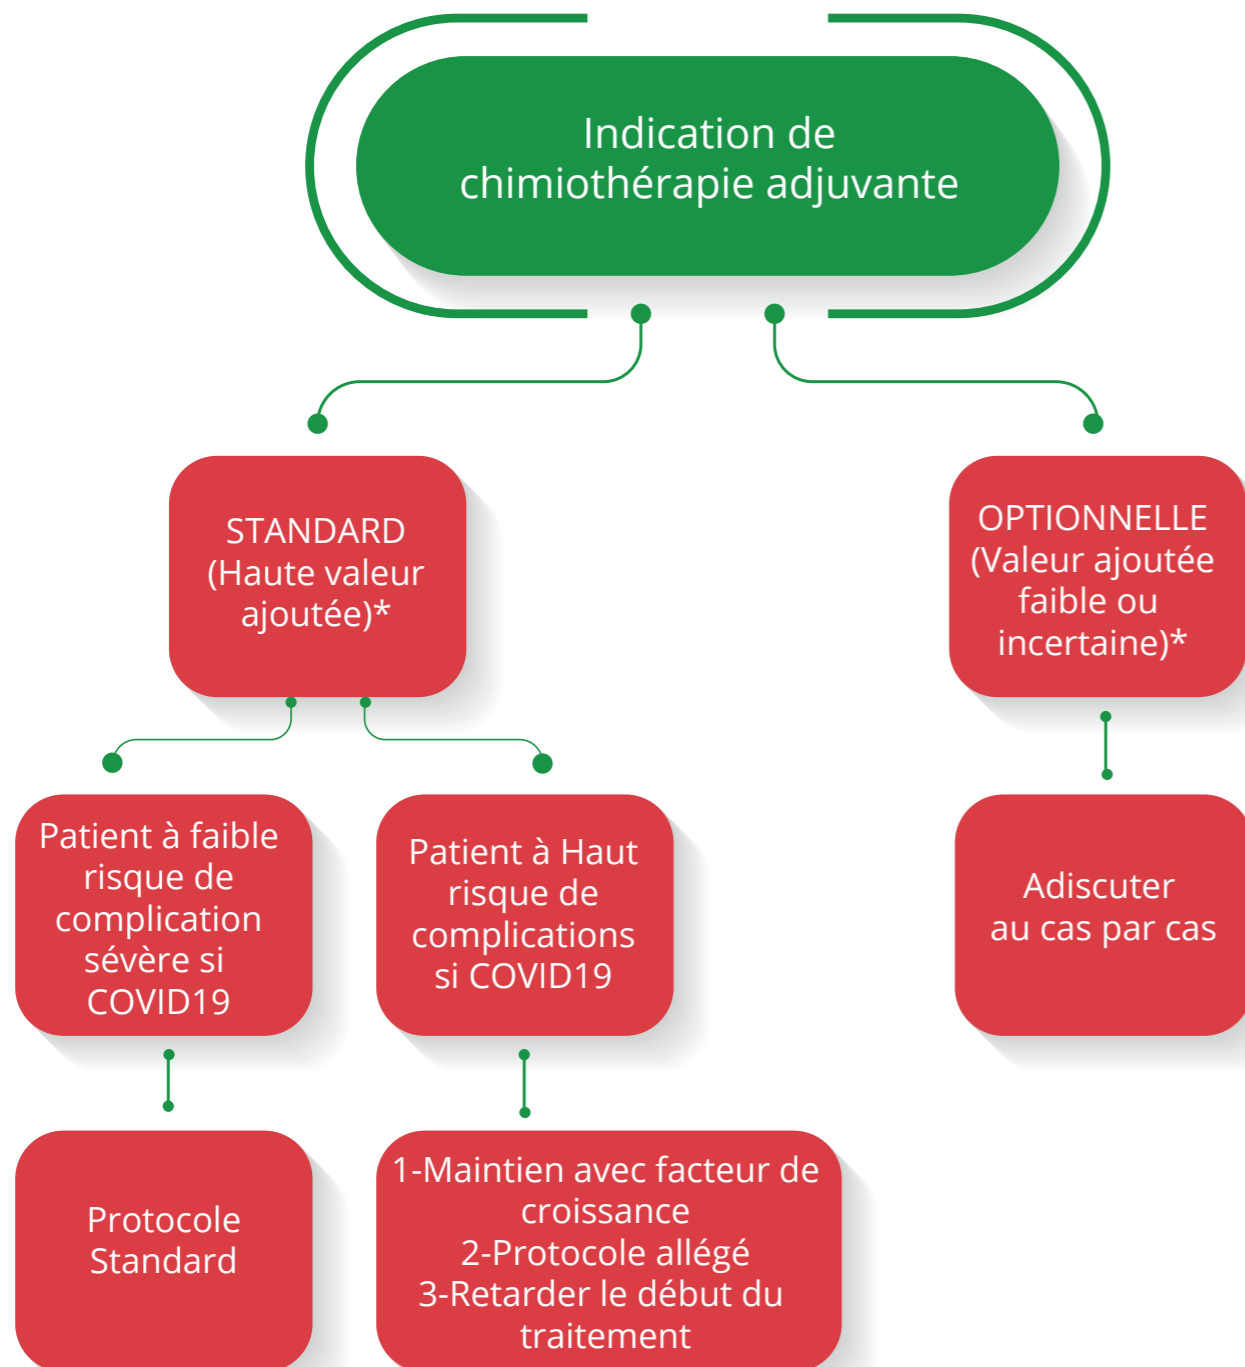 Indication de
chimiothérapie adjuvante
STANDARD
(Haute valeur
ajoutée)*
OPTIONNELLE
(Valeur ajoutée
faible ou
incertaine)*
Patient à faible
risque de
complication
sévère si
COVID19
Patient à Haut
risque de
complications
si COVID19
Adiscuter
au cas par cas
Protocole
Standard
1-Maintien avec facteur de
croissance
2-Protocole allégé
3-Retarder le début du
traitement